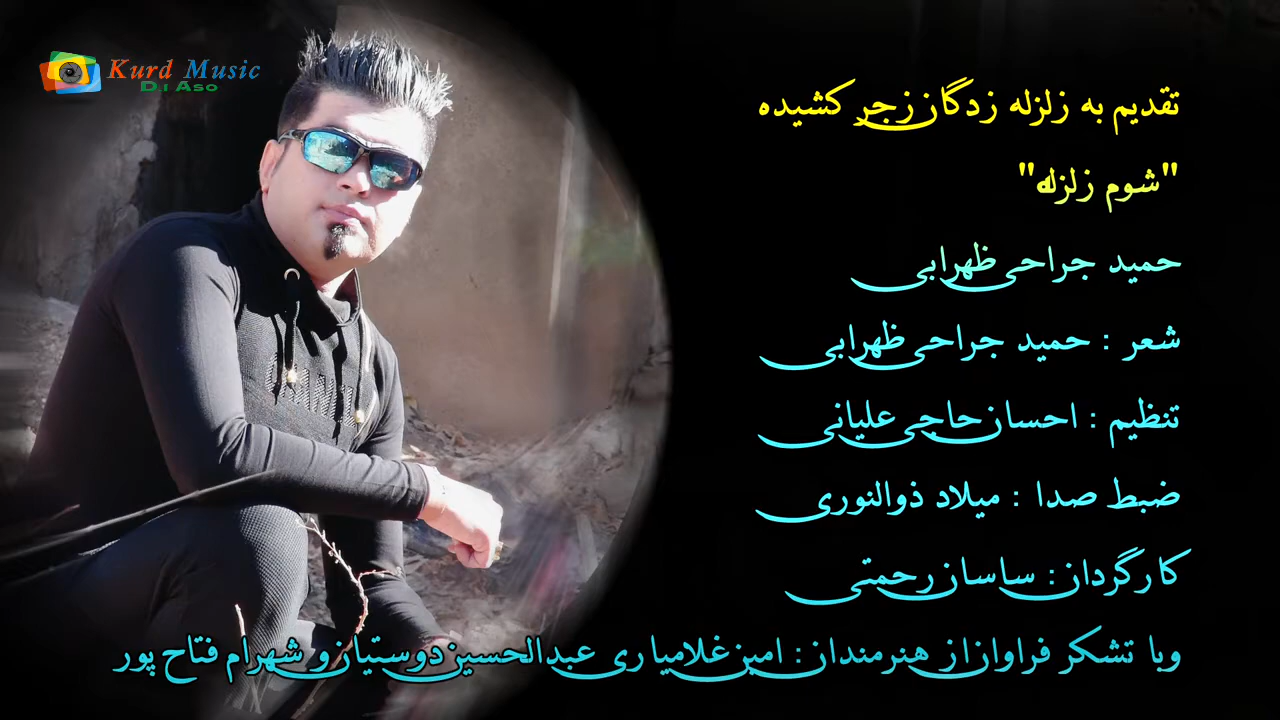 Kurd Music
Di Aso
تقدیم به زلزله زدگان زجر کشیده
"شوم زلزله"
حمید جراحی ظهرابی
شعر : حمید جراحی ظهرابی
تنظیم : احسان حاجی علیانی
ضبط صدا : میلاد ذوالنوری
کارگردان : ساسان رحمتی
وبا تشکر فراوان از هنرمندان : امین غلامیاری عبدالحسین دوستیان و شهرام فتاح پور